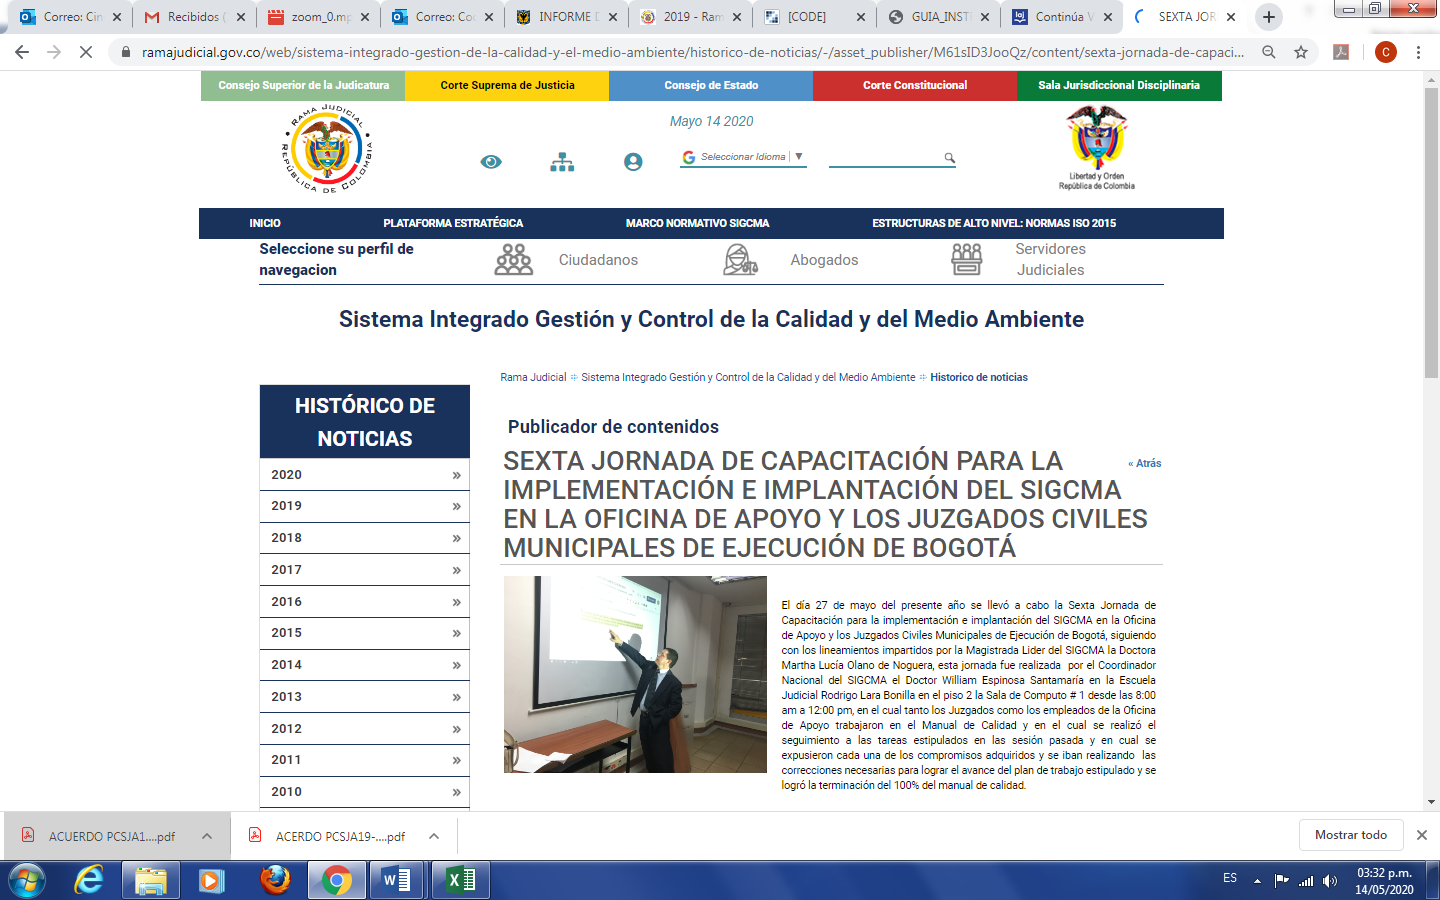 Correo: Cin
Recibidos (
zoom_0.mp
Correo: Coo
INFORME D
2019 - Ram
[CODE]
GUIA_INST
Continúa V
SEXTA JOR
ramajudicial.gov.co/web/sistema-integrado-gestion-de-la-calidad-y-el-medio-ambiente/historico-de-noticias/-/asset_publisher/M61sID3JooQz/content/sexta-jornada-de-capaci...
C
Consejo Superior de la Judicatura
Corte Suprema de Justicia
Consejo de Estado
Corte Constitucional
Sala Jurisdiccional Disciplinaria
RAMA JUDICIAL
REPÚBLICA DE COLOMBIA
Mayo 14 2020
Seleccionar Idioma ▼
Libertad y Orden
República de Colombia
INICIO
PLATAFORMA ESTRATÉGICA
MARCO NORMATIVO SIGCMA
ESTRUCTURAS DE ALTO NIVEL: NORMAS ISO 2015
Seleccione su perfil de
navegacion
Ciudadanos
Abogados
Servidores
Judiciales
Sistema Integrado Gestión y Control de la Calidad y del Medio Ambiente
Rama Judicial Sistema Integrado Gestión y Control de la Calidad y del Medio Ambiente Historico de noticias
HISTÓRICO DE
NOTICIAS
2020 »
2019 »
2018 »
2017 »
2016 »
2015 »
2014 »
2013 »
2012 »
2011 »
2010 »
Publicador de contenidos
« Atrás
SEXTA JORNADA DE CAPACITACIÓN PARA LA
IMPLEMENTACIÓN E IMPLANTACIÓN DEL SIGCMA
EN LA OFICINA DE APOYO Y LOS JUZGADOS CIVILES
MUNICIPALES DE EJECUCIÓN DE BOGOTÁ
El día 27 de mayo del presente año se llevó a cabo la Sexta Jornada de
Capacitación para la implementación e implantación del SIGCMA en la Oficina
de Apoyo y los Juzgados Civiles Municipales de Ejecución de Bogotá, siguiendo
con los lineamientos impartidos por la Magistrada Lider del SIGCMA la Doctora
Martha Lucía Olano de Noguera, esta jornada fue realizada por el Coordinador
Nacional del SIGCMA el Doctor William Espinosa Santamaría en la Escuela
Judicial Rodrigo Lara Bonilla en el piso 2 la Sala de Computo # 1 desde las 8:00
am a 12:00 pm, en el cual tanto los Juzgados como los empleados de la Oficina
de Apoyo trabajaron en el Manual de Calidad y en el cual se realizó el
seguimiento a las tareas estipulados en las sesión pasada y en cual se
expusieron cada una de los compromisos adquiridos y se iban realizando las
correcciones necesarias para lograr el avance del plan de trabajo estipulado y se
logró la terminación del 100% del manual de calidad.
ACUERDO PCSJA1....pdf
ACERDO PCSJA19-....pdf
Mostrar todo
ES
03:32 p.m.
14/05/2020